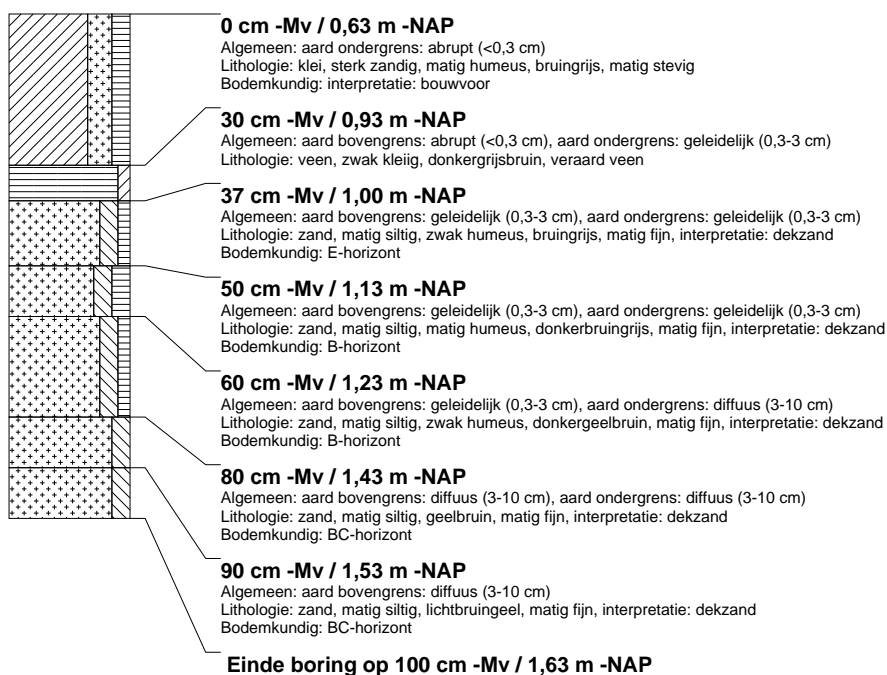 0 cm -Mv / 0,63 m -NAP
Algemeen: aard ondergrens: abrupt (<0,3 cm)
Lithologie: klei, sterk zandig, matig humeus, bruingrijs, matig stevig
Bodemkundig: interpretatie: bouwvoor
30 cm -Mv / 0,93 m -NAP
Algemeen: aard bovengrens: abrupt (<0,3 cm), aard ondergrens: geleidelijk (0,3-3 cm)
Lithologie: veen, zwak kleiig, donkergrijsbruin, veraard veen
37 cm -Mv / 1,00 m -NAP
Algemeen: aard bovengrens: geleidelijk (0,3-3 cm), aard ondergrens: geleidelijk (0,3-3 cm)
Lithologie: zand, matig siltig, zwak humeus, bruingrijs, matig fijn, interpretatie: dekzand
Bodemkundig: E-horizont
50 cm -Mv / 1,13 m -NAP
Algemeen: aard bovengrens: geleidelijk (0,3-3 cm), aard ondergrens: geleidelijk (0,3-3 cm)
Lithologie: zand, matig siltig, matig humeus, donkerbruingrijs, matig fijn, interpretatie: dekzand
Bodemkundig: B-horizont
60 cm -Mv / 1,23 m -NAP
Algemeen: aard bovengrens: geleidelijk (0,3-3 cm), aard ondergrens: diffuus (3-10 cm)
Lithologie: zand, matig siltig, zwak humeus, donkergeelbruin, matig fijn, interpretatie: dekzand
Bodemkundig: B-horizont
80 cm -Mv / 1,43 m -NAP
Algemeen: aard bovengrens: diffuus (3-10 cm), aard ondergrens: diffuus (3-10 cm)
Lithologie: zand, matig siltig, geelbruin, matig fijn, interpretatie: dekzand
Bodemkundig: BC-horizont
90 cm -Mv / 1,53 m -NAP
Algemeen: aard bovengrens: diffuus (3-10 cm)
Lithologie: zand, matig siltig, lichtbruingeel, matig fijn, interpretatie: dekzand
Bodemkundig: BC-horizont
Einde boring op 100 cm -Mv / 1,63 m -NAP